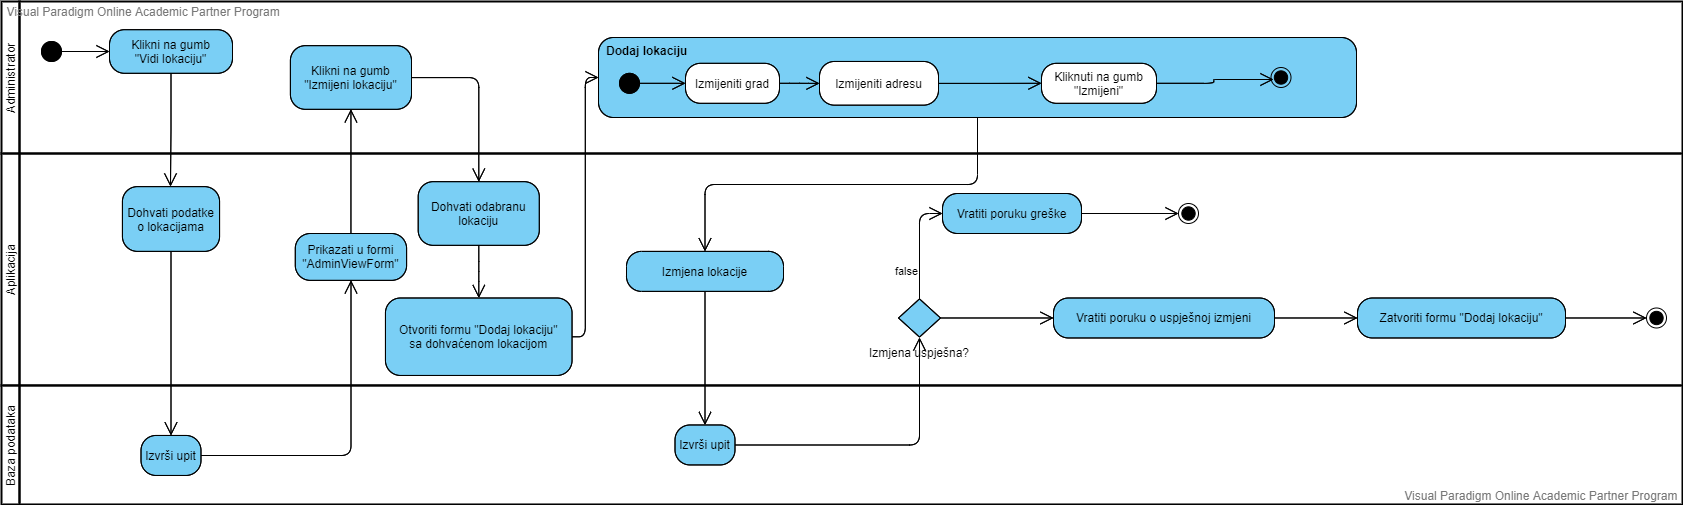 Visual Paradigm Online Academic Partner Program
Administrator
Klikni na gumb
"Vidi lokaciju"
Klikni na gumb
"Izmijeni lokaciju"
Dodaj lokaciju
Izmijeniti grad
Izmijeniti adresu
Kliknuti na gumb
"Izmijeni"
Aplikacija
Dohvati podatke
o lokacijama
Prikazati u formi
"AdminViewForm"
Dohvati odabranu
lokaciju
Otvoriti formu "Dodaj lokaciju"
sa dohvaćenom lokacijom
Izmjena lokacije
Vratiti poruku greške
false
Izmjena uspješna?
Vratiti poruku o uspješnoj izmjeni
Zatvoriti formu "Dodaj lokaciju"
Baza podataka
Izvrši upit
Izvrši upit
Visual Paradigm Online Academic Partner Program